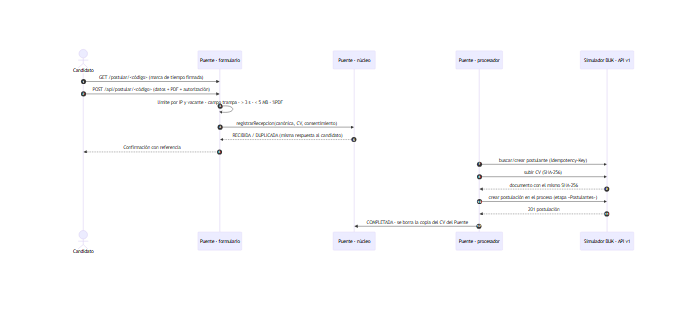 Candidato
Puente - formulario
Puente - núcleo
Puente - procesador
Simulador BUK - API v1
GET /postular/<código> (marca de tiempo firmada)
POST /api/postular/<código> (datos + PDF + autorización)
límite por IP y vacante - campo trampa - > 3 s - < 5 MB - %PDF
registrarRecepcion(canónica, CV, consentimiento)
RECIBIDA / DUPLICADA (misma respuesta al candidato)
Confirmación con referencia
buscar/crear postulante (Idempotency-Key)
subir CV (SHA-256)
documento con el mismo SHA-256
crear postulación en el proceso (etapa «Postulantes»)
201 postulación
COMPLETADA - se borra la copia del CV del Puente
Candidato
Puente - formulario
Puente - núcleo
Puente - procesador
Simulador BUK - API v1